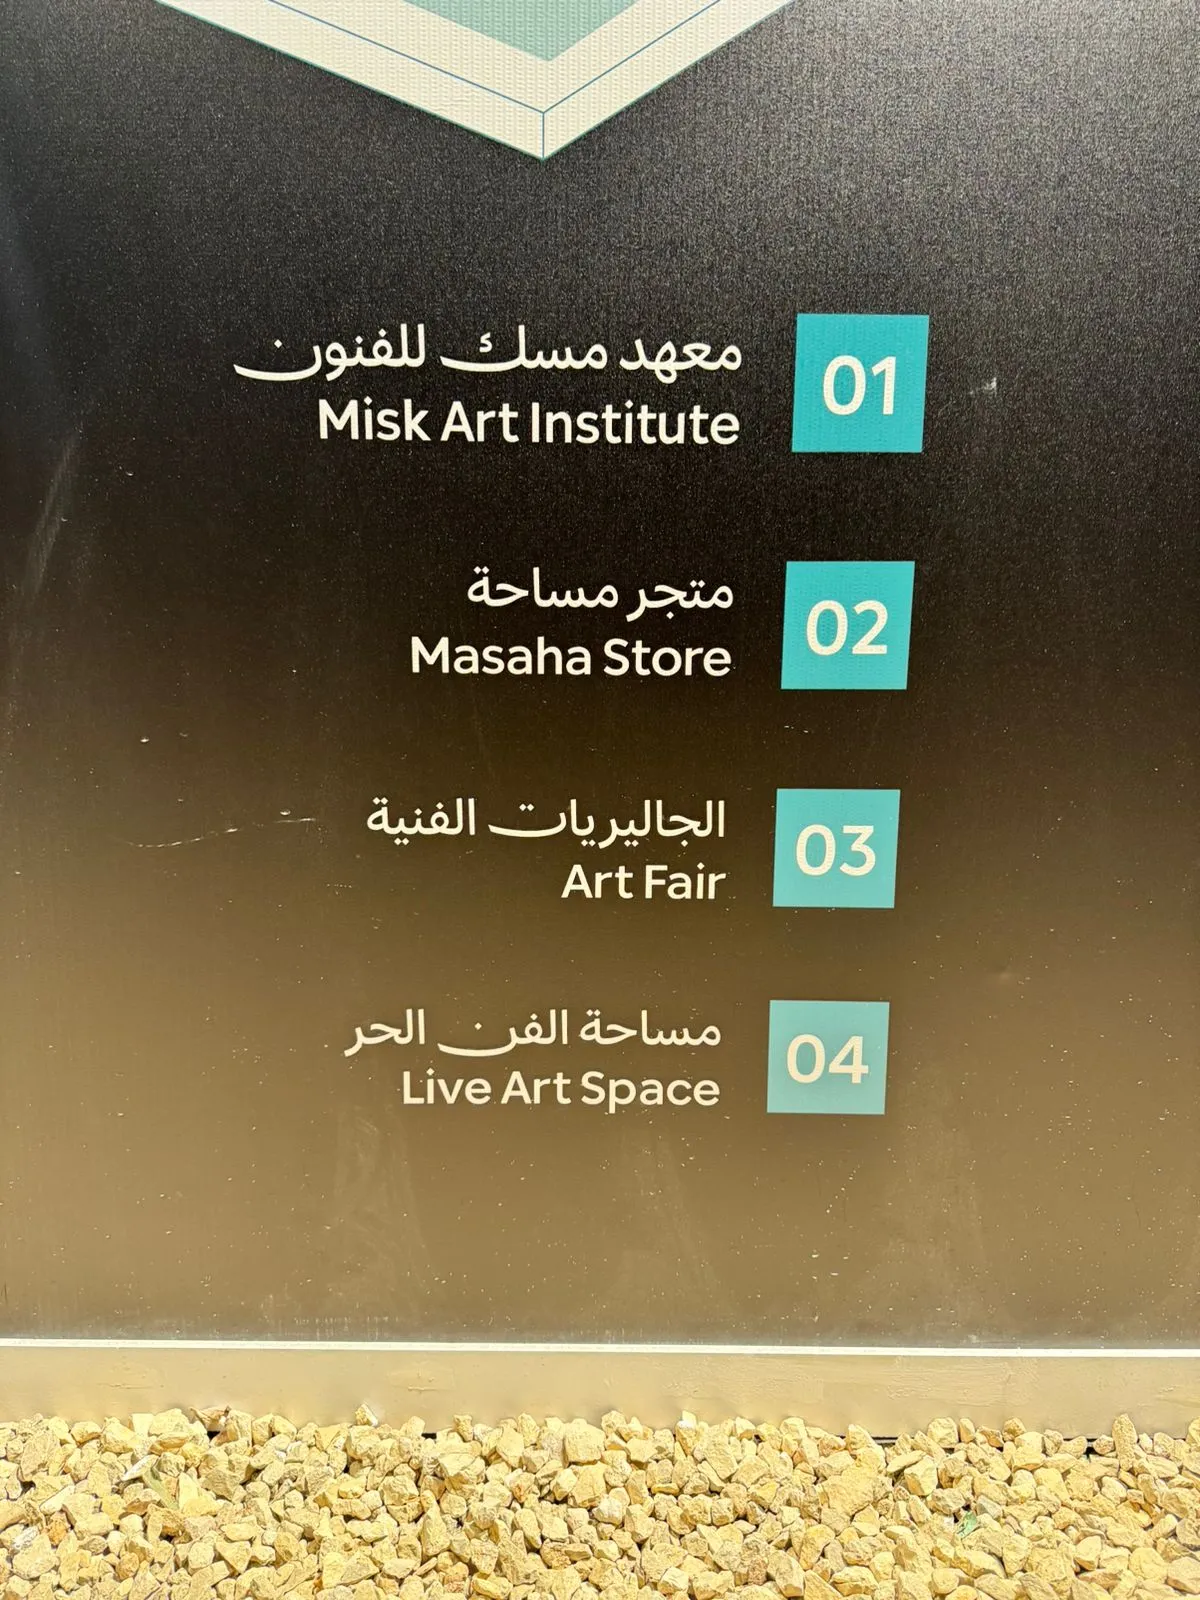 معهد مسك للفنون
Misk Art Institute
01
متجر مساحة
Masaha Store
02
الجاليريات الفنية
Art Fair
03
مساحة الفن الحر
Live Art Space
04